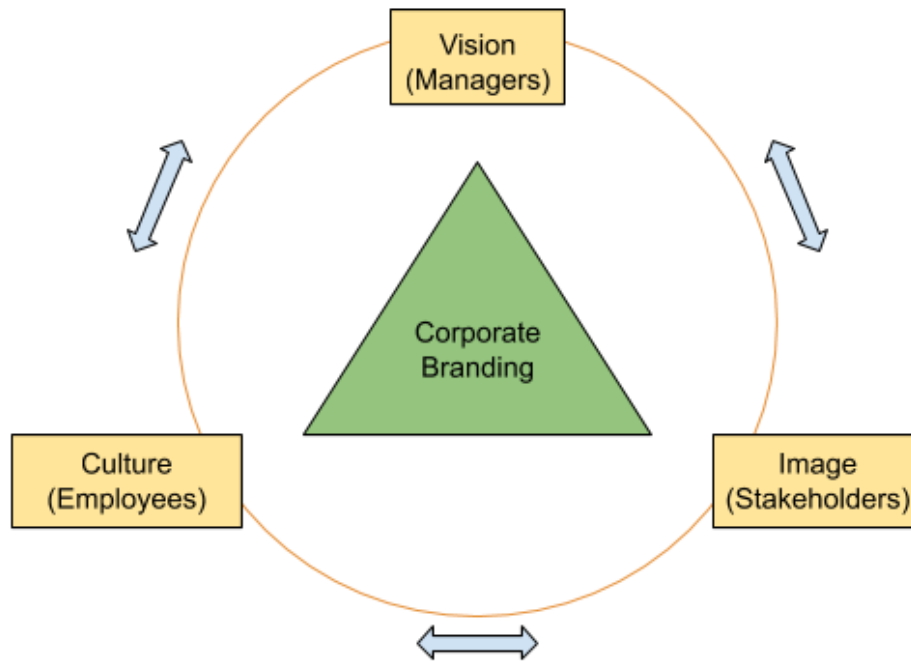 Vision
(Managers)
Corporate
Branding
Culture
(Employees)
Image
(Stakeholders)